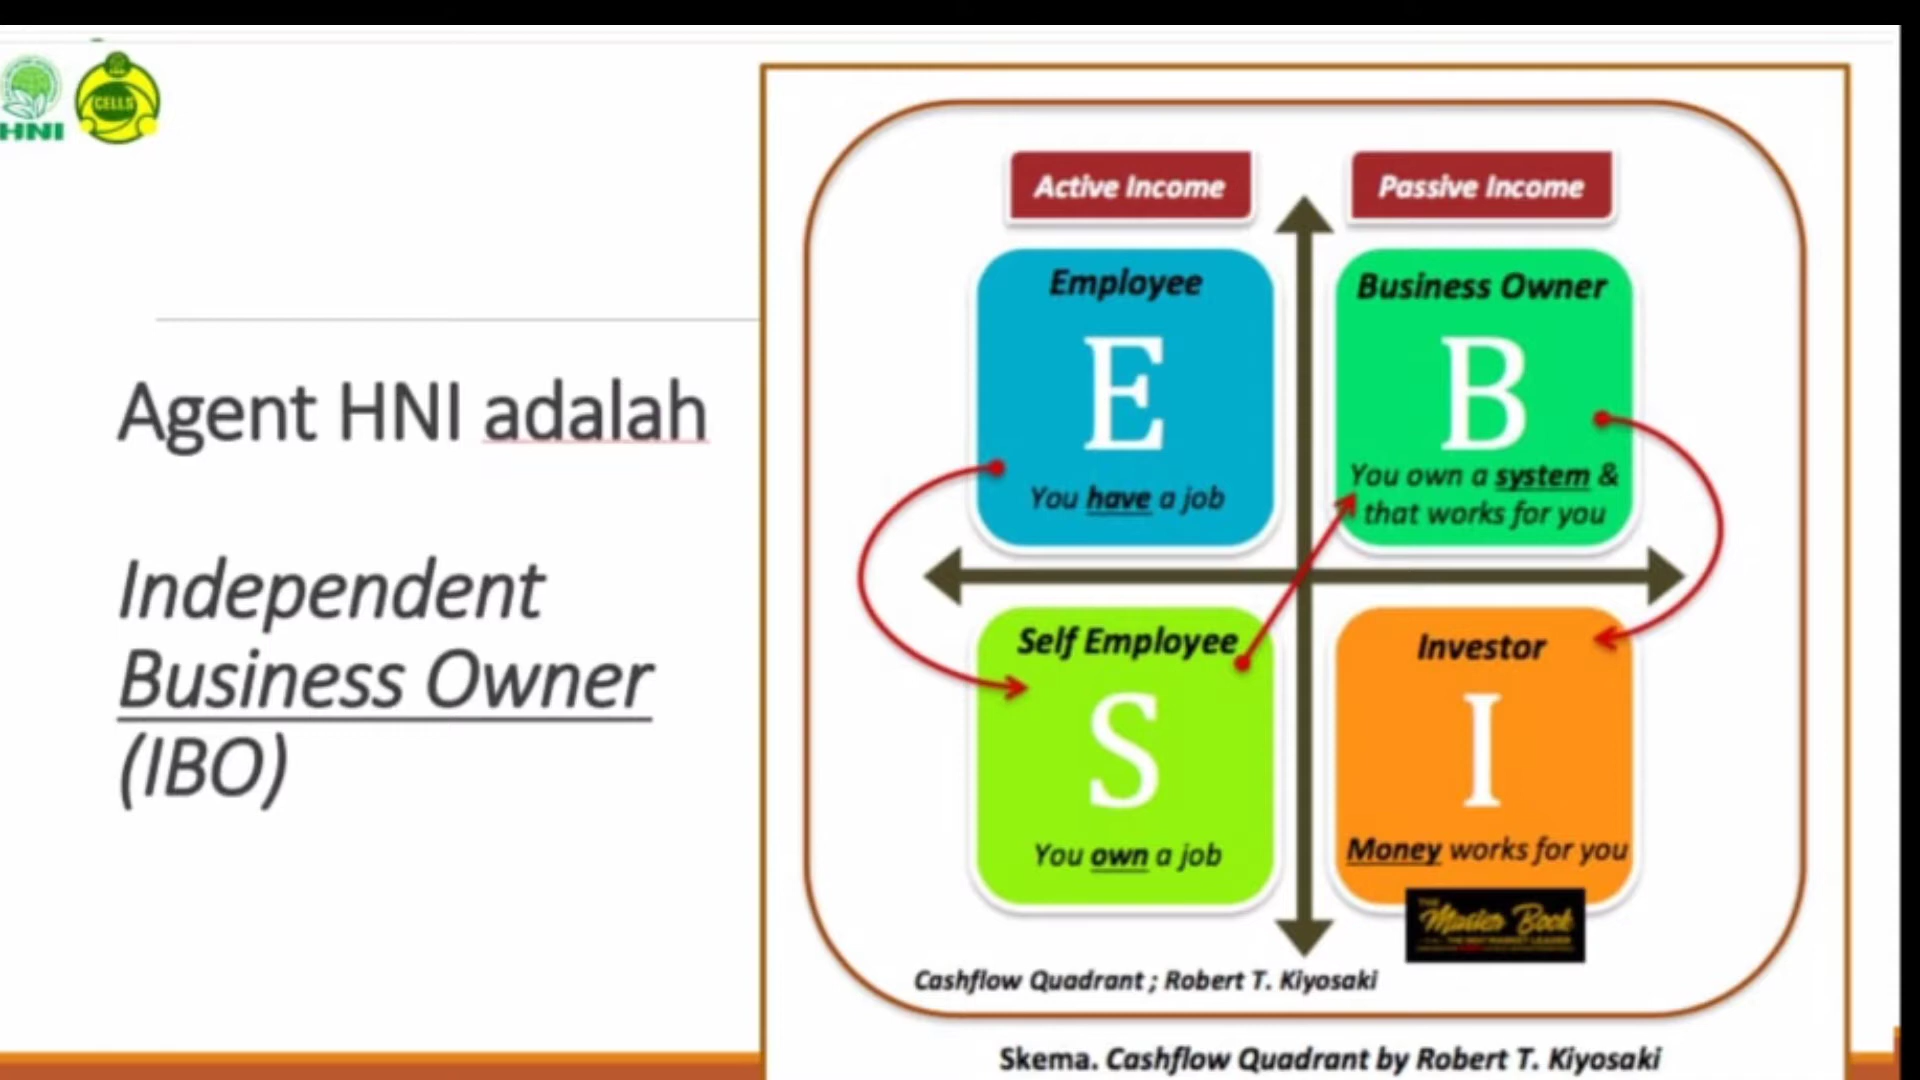 HNI
CELLS
Agent HNI adalah
Independent
Business Owner
(IBO)
Active Income
Passive Income
Employee
E
You have a job
Business Owner
B
You own a system &
that works for you
Self Employee
S
You own a job
Investor
I
Money works for you
THE
Master Book
Cashflow Quadrant ; Robert T. Kiyosaki
Skema. Cashflow Quadrant by Robert T. Kiyosaki